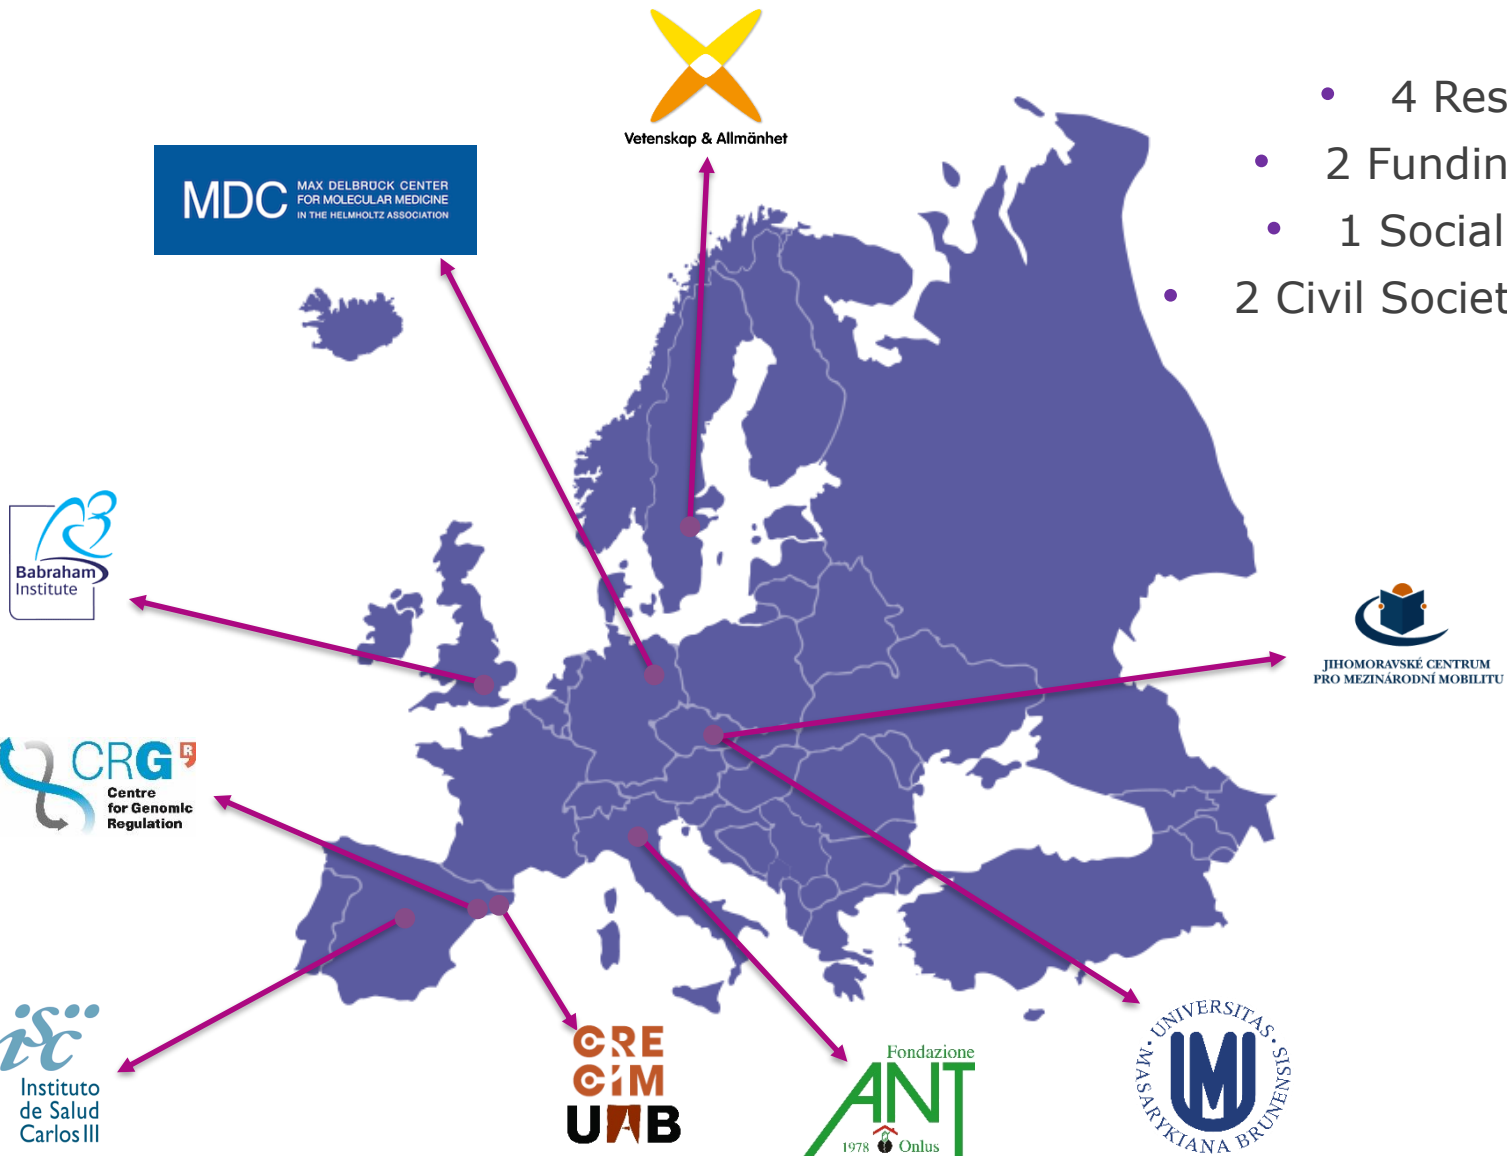 Vetenskap & Allmänhet
• 4 Res
• 2 Fundin
• 1 Social
• 2 Civil Societ
MDC
MAX DELBRÜCK CENTER
FOR MOLECULAR MEDICINE
IN THE HELMHOLTZ ASSOCIATION
Babraham
Institute
JIHOMORAVSKÉ CENTRUM
PRO MEZINÁRODNÍ MOBILITU
CRG R
Centre
for Genomic
Regulation
isc
Instituto
de Salud
Carlos III
CRE
CiM
UAB
Fondazione
ANT
1978 Onlus
UNIVERSITAS
MASARYKIANA BRUNENSIS
MU